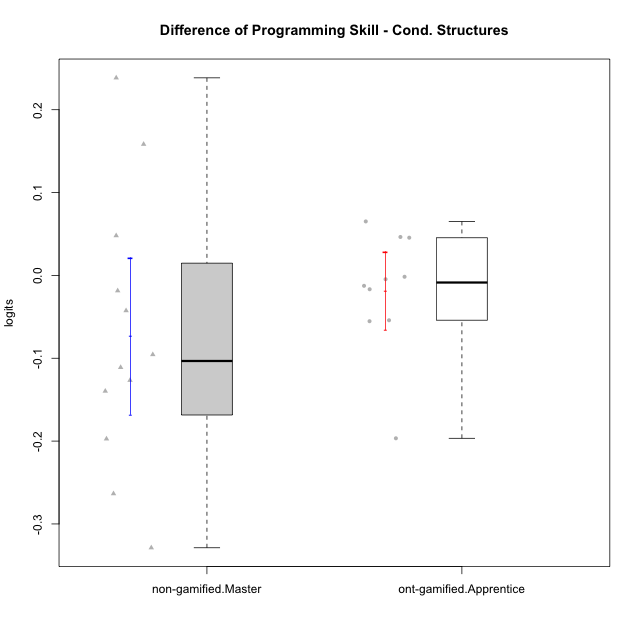 Difference of Programming Skill - Cond. Structures
logits
0.2
0.1
0.0
-0.1
-0.2
-0.3
non-gamified.Master
ont-gamified.Apprentice